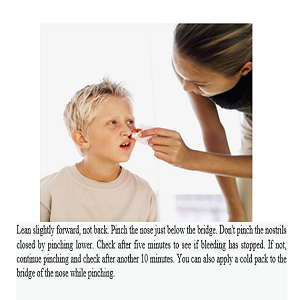 Lean slightly forward, not back. Pinch the nose just below the bridge. Don't pinch the nostrils
closed by pinching lower. Check after five minutes to see if bleeding has stopped. If not,
continue pinching and check after another 10 minutes. You can also apply a cold pack to the
bridge of the nose while pinching.